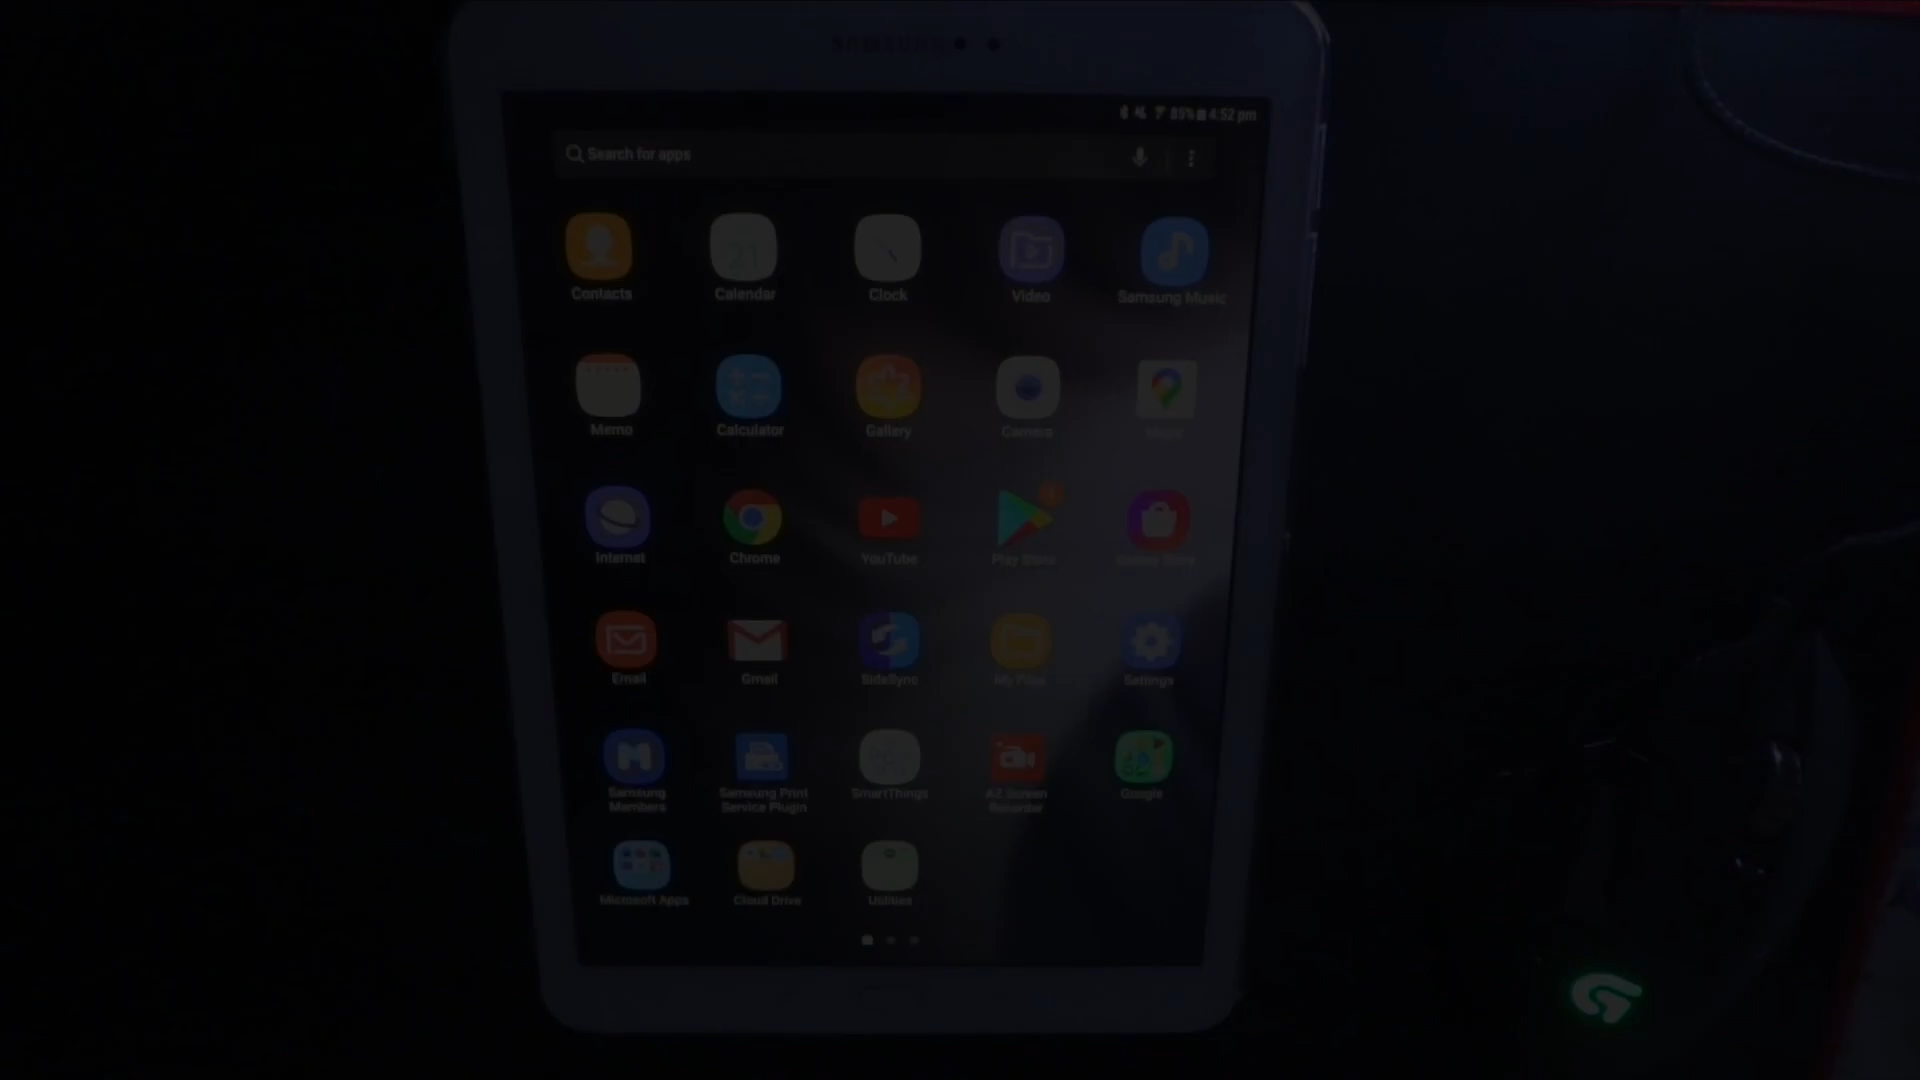 SAMSUNG
85% 4:52 pm
Search for apps
21
Contacts Calendar Clock Video Samsung Music
Memo Calculator Gallery Camera Maps
Internet Chrome YouTube Play Store Galaxy Store
Email Gmail SideSync My Files Settings
Samsung Members Samsung Print Service Plugin SmartThings AZ Screen Recorder Google
Microsoft Apps Cloud Drive Utilities